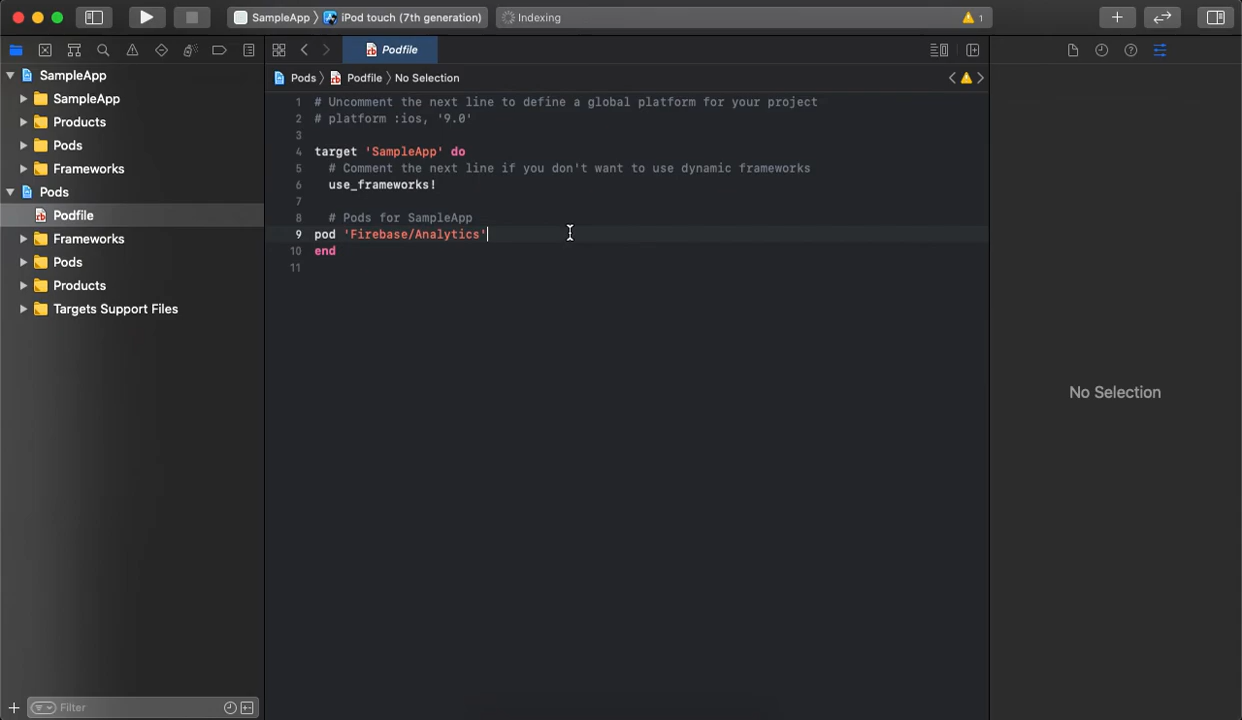 SampleApp 〉 iPod touch (7th generation)
Indexing
1
Podfile
SampleApp
SampleApp
Products
Pods
Frameworks
Pods
Podfile
Frameworks
Pods
Products
Targets Support Files
Filter
Pods 〉 Podfile 〉 No Selection
1 # Uncomment the next line to define a global platform for your project
2 # platform :ios, '9.0'
3
4 target 'SampleApp' do
5 # Comment the next line if you don't want to use dynamic frameworks
6 use_frameworks!
7
8 # Pods for SampleApp
9 pod 'Firebase/Analytics'
10 end
11
No Selection